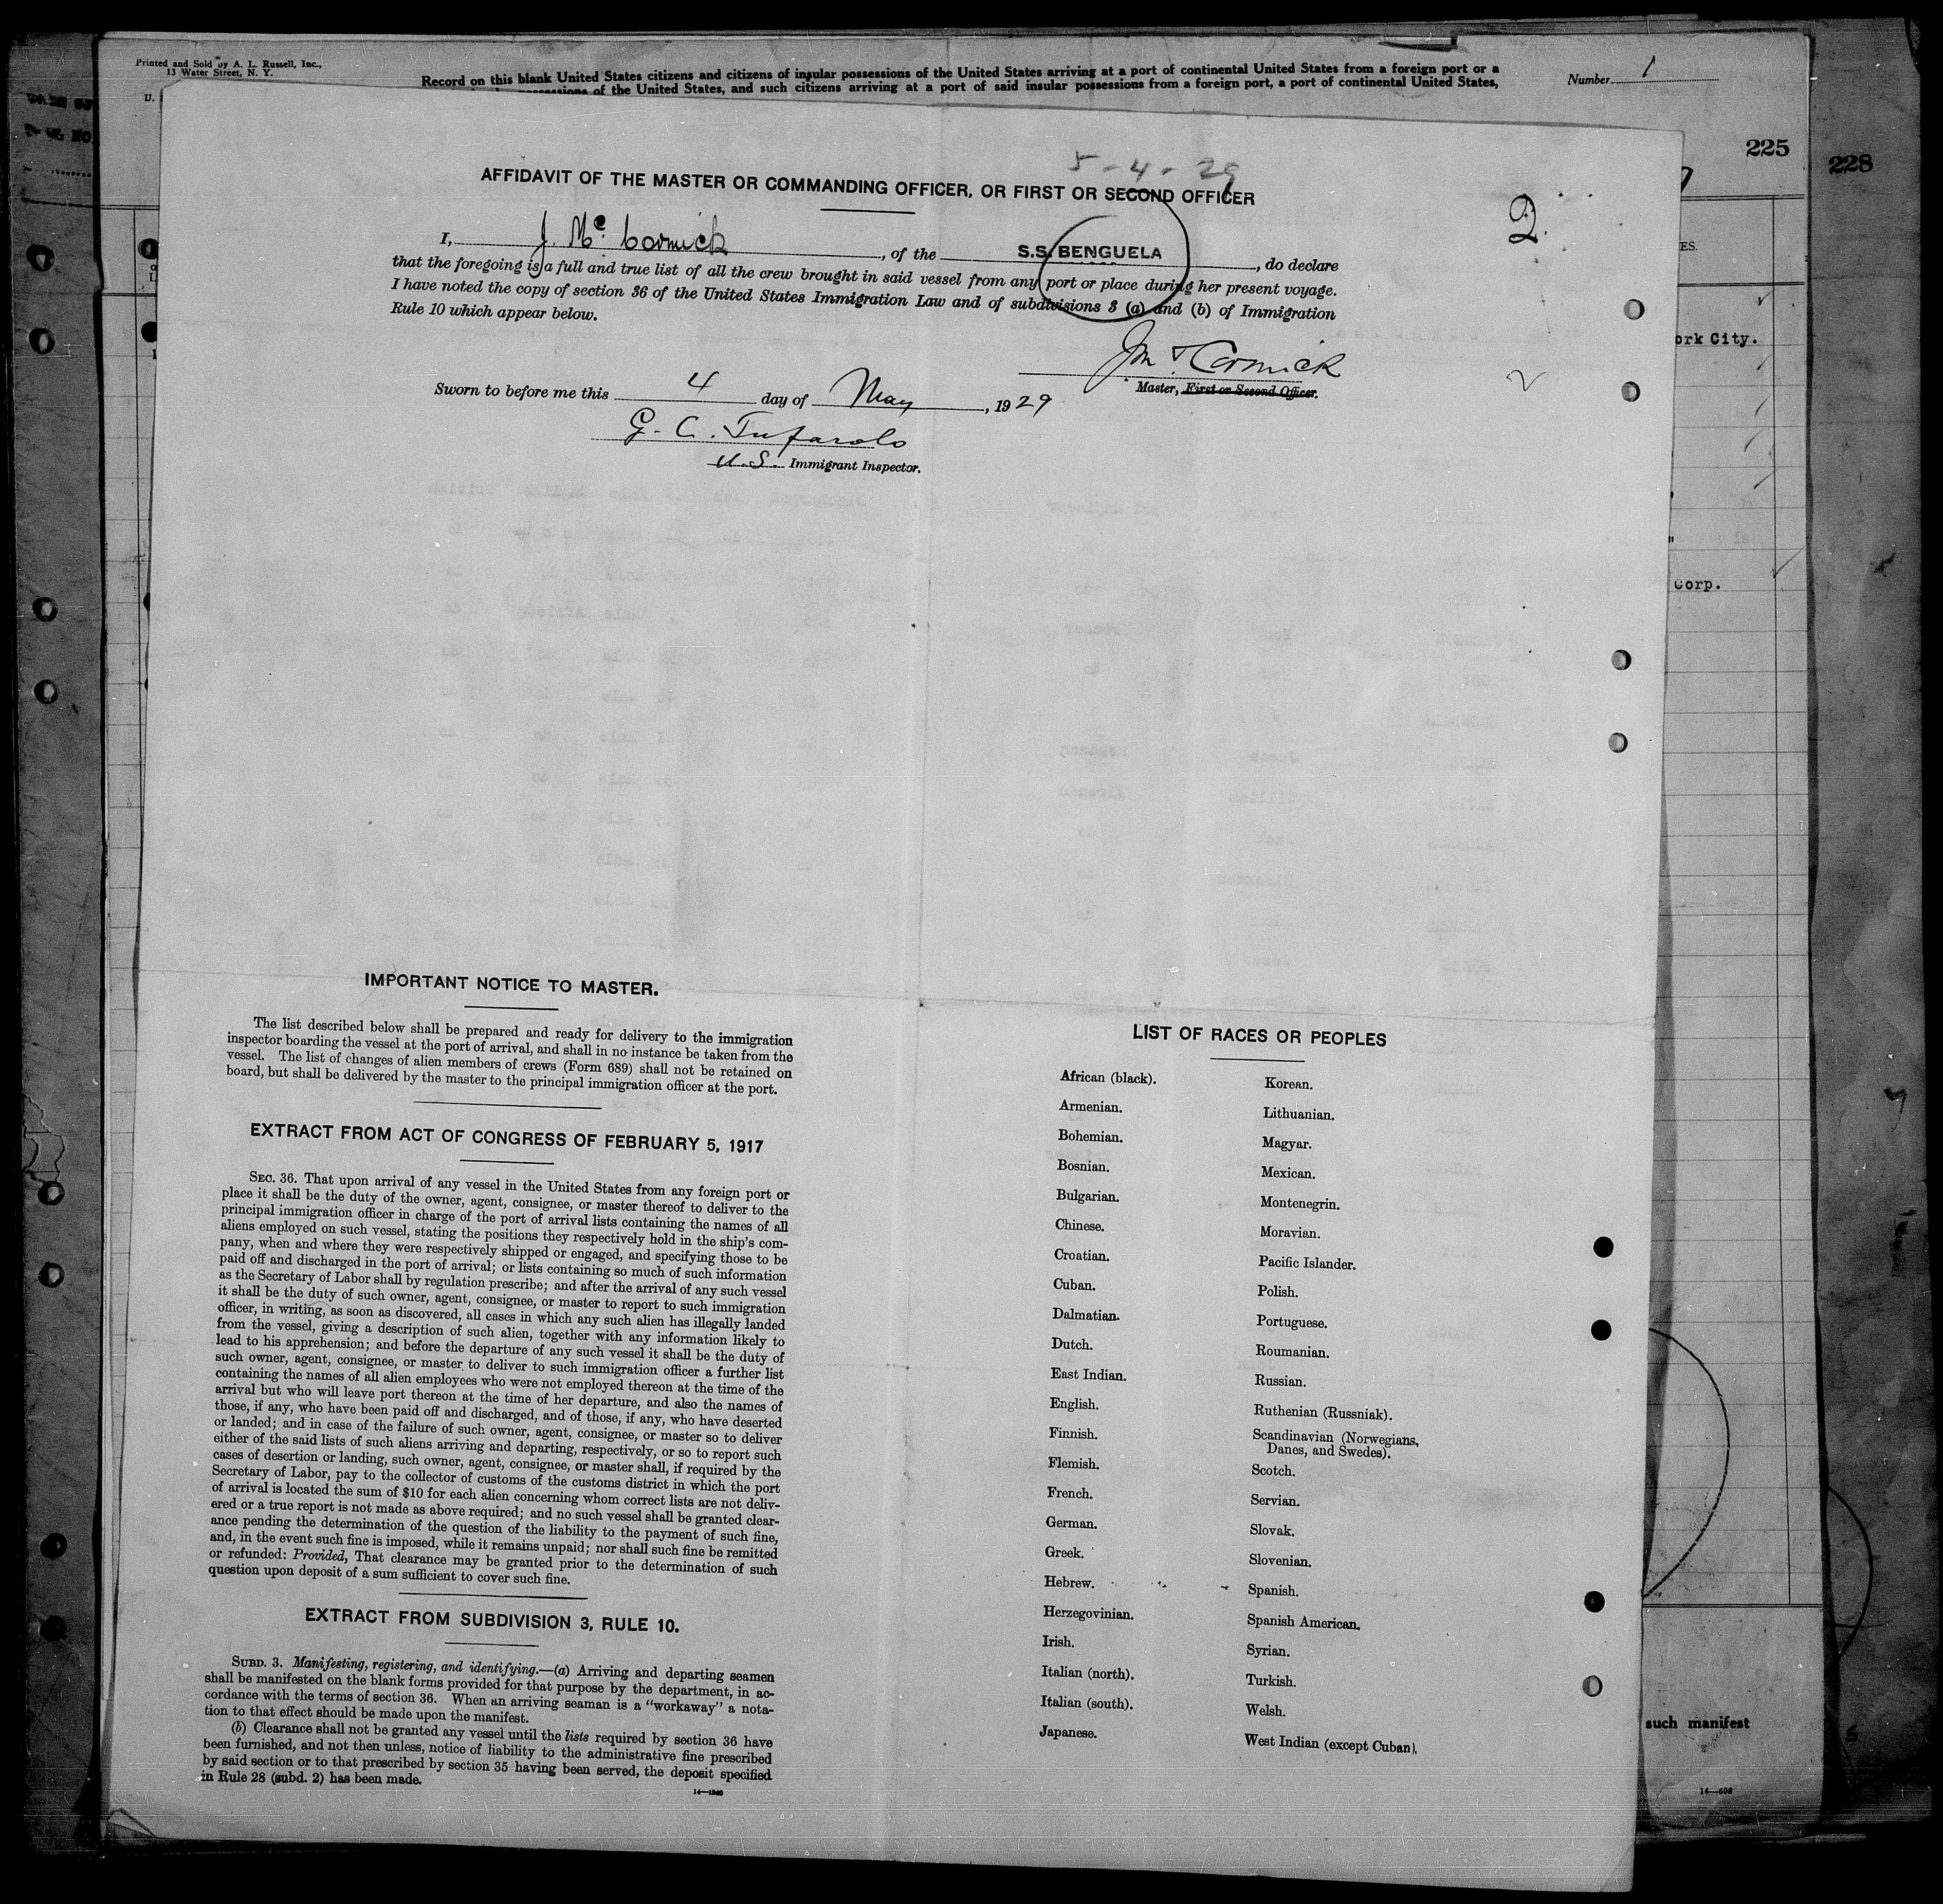 Printed and Sold by A. L. Russell, Inc.,
13 Water Street, N. Y.
Record on this blank United States citizens and citizens of insular possessions of the United States arriving at a port of continental United States from a foreign port or a
possessions of the United States, and such citizens arriving at a port of said insular possessions from a foreign port, a port of continental United States,
Number 1
225
228
5-4-29
AFFIDAVIT OF THE MASTER OR COMMANDING OFFICER, OR FIRST OR SECOND OFFICER
2.
I, J. Mc Cormick, of the S.S. BENGUELA, do declare
that the foregoing is a full and true list of all the crew brought in said vessel from any port or place during her present voyage.
I have noted the copy of section 36 of the United States Immigration Law and of subdivisions 3 (a) and (b) of Immigration
Rule 10 which appear below.
J McCormick
Master, First or Second Officer.
Sworn to before me this 4 day of May, 1929
G. C. Tufarolo
U.S. Immigrant Inspector.
ES.
ork City.
Corp.
IMPORTANT NOTICE TO MASTER.
The list described below shall be prepared and ready for delivery to the immigration
inspector boarding the vessel at the port of arrival, and shall in no instance be taken from the
vessel. The list of changes of alien members of crews (Form 689) shall not be retained on
board, but shall be delivered by the master to the principal immigration officer at the port.
EXTRACT FROM ACT OF CONGRESS OF FEBRUARY 5, 1917
SEC. 36. That upon arrival of any vessel in the United States from any foreign port or
place it shall be the duty of the owner, agent, consignee, or master thereof to deliver to the
principal immigration officer in charge of the port of arrival lists containing the names of all
aliens employed on such vessel, stating the positions they respectively hold in the ship's com-
pany, when and where they were respectively shipped or engaged, and specifying those to be
paid off and discharged in the port of arrival; or lists containing so much of such information
as the Secretary of Labor shall by regulation prescribe; and after the arrival of any such vessel
it shall be the duty of such owner, agent, consignee, or master to report to such immigration
officer, in writing, as soon as discovered, all cases in which any such alien has illegally landed
from the vessel, giving a description of such alien, together with any information likely to
lead to his apprehension; and before the departure of any such vessel it shall be the duty of
such owner, agent, consignee, or master to deliver to such immigration officer a further list
containing the names of all alien employees who were not employed thereon at the time of the
arrival but who will leave port thereon at the time of her departure, and also the names of
those, if any, who have been paid off and discharged, and of those, if any, who have deserted
or landed; and in case of the failure of such owner, agent, consignee, or master so to deliver
either of the said lists of such aliens arriving and departing, respectively, or so to report such
cases of desertion or landing, such owner, agent, consignee, or master shall, if required by the
Secretary of Labor, pay to the collector of customs of the customs district in which the port
of arrival is located the sum of $10 for each alien concerning whom correct lists are not deliv-
ered or a true report is not made as above required; and no such vessel shall be granted clear-
ance pending the determination of the question of the liability to the payment of such fine,
and, in the event such fine is imposed, while it remains unpaid; nor shall such fine be remitted
or refunded: Provided, That clearance may be granted prior to the determination of such
question upon deposit of a sum sufficient to cover such fine.
EXTRACT FROM SUBDIVISION 3, RULE 10.
SUBD. 3. Manifesting, registering, and identifying.—(a) Arriving and departing seamen
shall be manifested on the blank forms provided for that purpose by the department, in ac-
cordance with the terms of section 36. When an arriving seaman is a "workaway" a nota-
tion to that effect should be made upon the manifest.
(b) Clearance shall not be granted any vessel until the lists required by section 36 have
been furnished, and not then unless, notice of liability to the administrative fine prescribed
by said section or to that prescribed by section 35 having been served, the deposit specified
in Rule 28 (subd. 2) has been made.
14—1240
LIST OF RACES OR PEOPLES
African (black).
Armenian.
Bohemian.
Bosnian.
Bulgarian.
Chinese.
Croatian.
Cuban.
Dalmatian.
Dutch.
East Indian.
English.
Finnish.
Flemish.
French.
German.
Greek.
Hebrew.
Herzegovinian.
Irish.
Italian (north).
Italian (south).
Japanese.
Korean.
Lithuanian.
Magyar.
Mexican.
Montenegrin.
Moravian.
Pacific Islander.
Polish.
Portuguese.
Roumanian.
Russian.
Ruthenian (Russniak).
Scandinavian (Norwegians,
Danes, and Swedes).
Scotch.
Servian.
Slovak.
Slovenian.
Spanish.
Spanish American.
Syrian.
Turkish.
Welsh.
West Indian (except Cuban).
such manifest
14—608